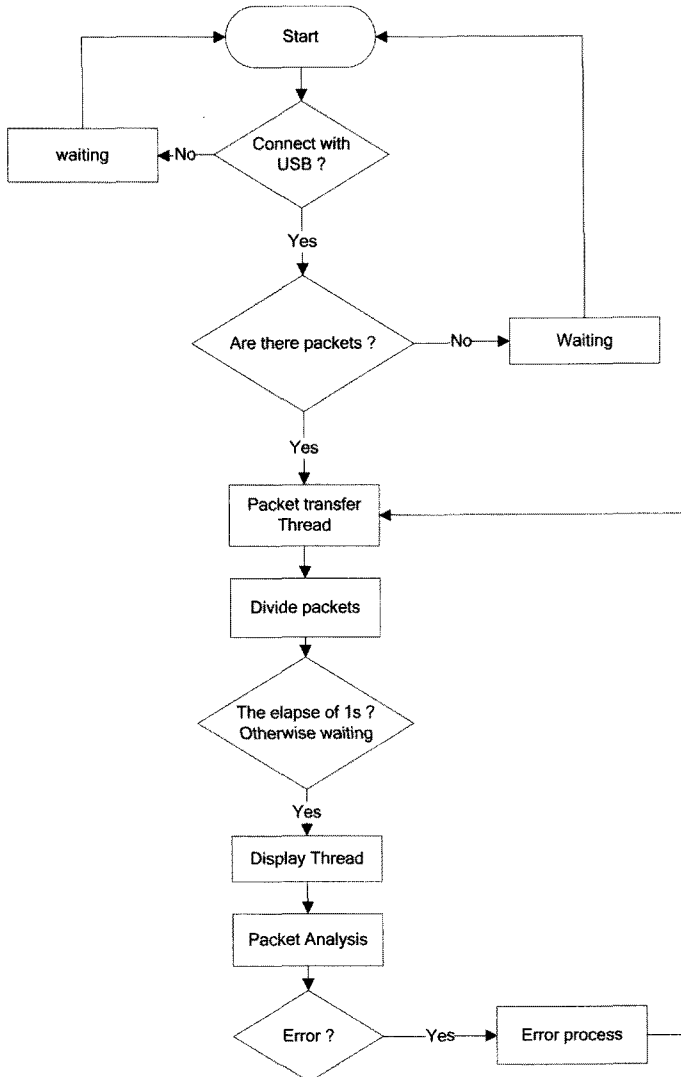 Start
waiting
No
Connect with
USB ?
Yes
Are there packets ?
No
Waiting
Yes
Packet transfer
Thread
Divide packets
The elapse of 1s ?
Otherwise waiting
Yes
Display Thread
Packet Analysis
Error ?
Yes
Error process